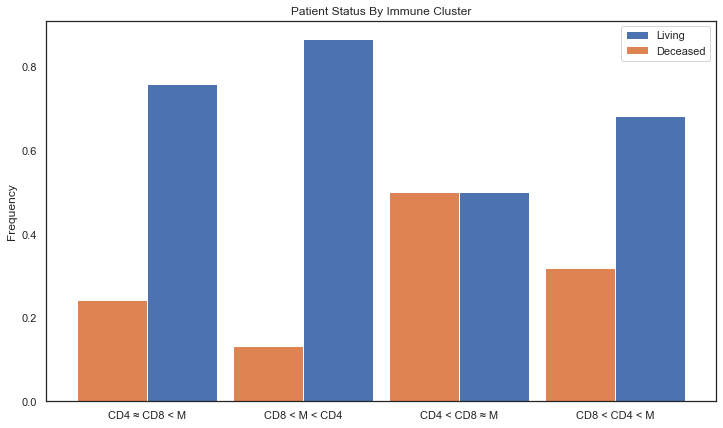 Patient Status By Immune Cluster
Living
Deceased
Frequency
0.8
0.6
0.4
0.2
0.0
CD4 ≈ CD8 < M
CD8 < M < CD4
CD4 < CD8 ≈ M
CD8 < CD4 < M